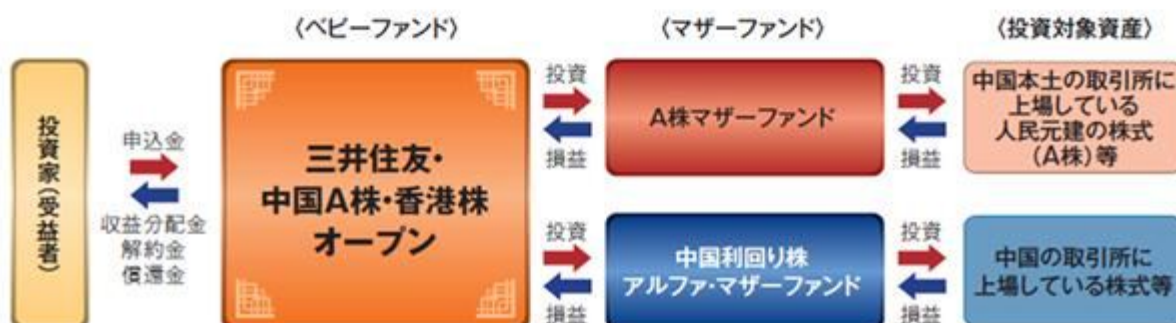 〈ベビーファンド〉
〈マザーファンド〉
〈投資対象資産〉
投資家(受益者)
申込金
収益分配金
解約金
償還金
三井住友・
中国A株・香港株
オープン
投資
損益
A株マザーファンド
投資
損益
中国本土の取引所に
上場している
人民元建の株式
(A株)等
投資
損益
中国利回り株
アルファ・マザーファンド
投資
損益
中国の取引所に
上場している株式等